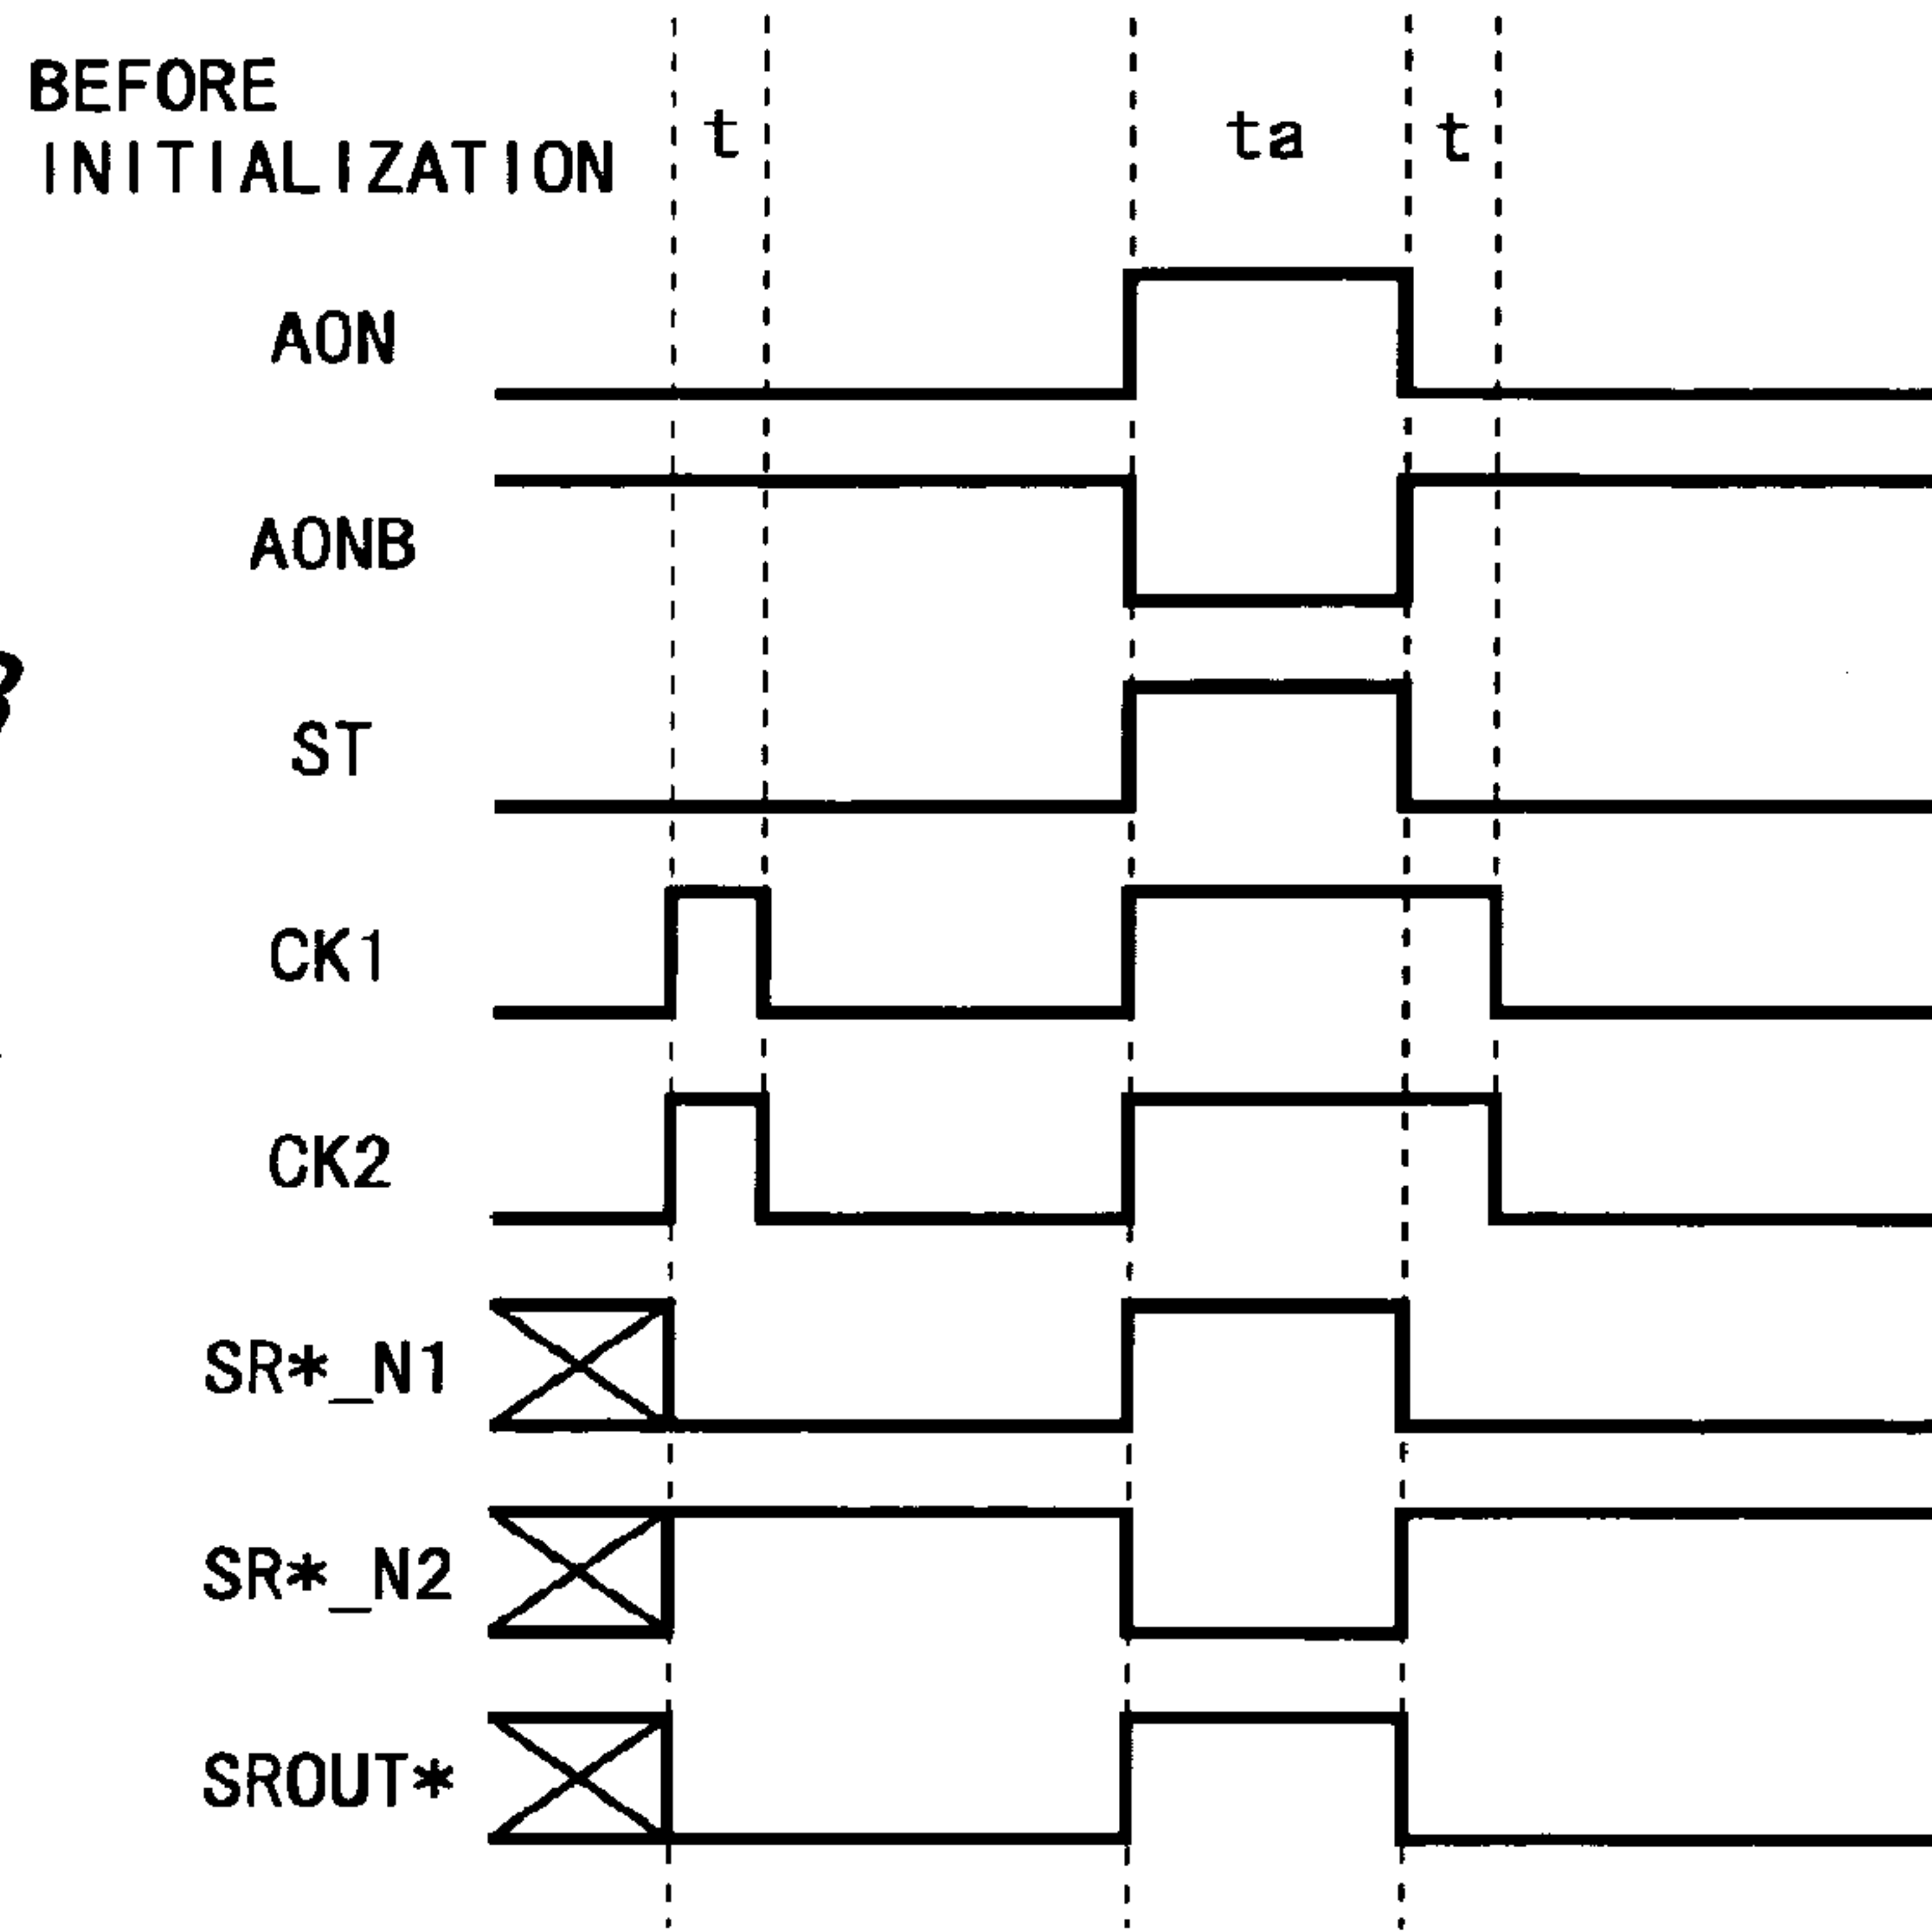 BEFORE
INITIALIZATION
t
ta
t
AON
AONB
ST
CK1
CK2
SR*_N1
SR*_N2
SROUT*